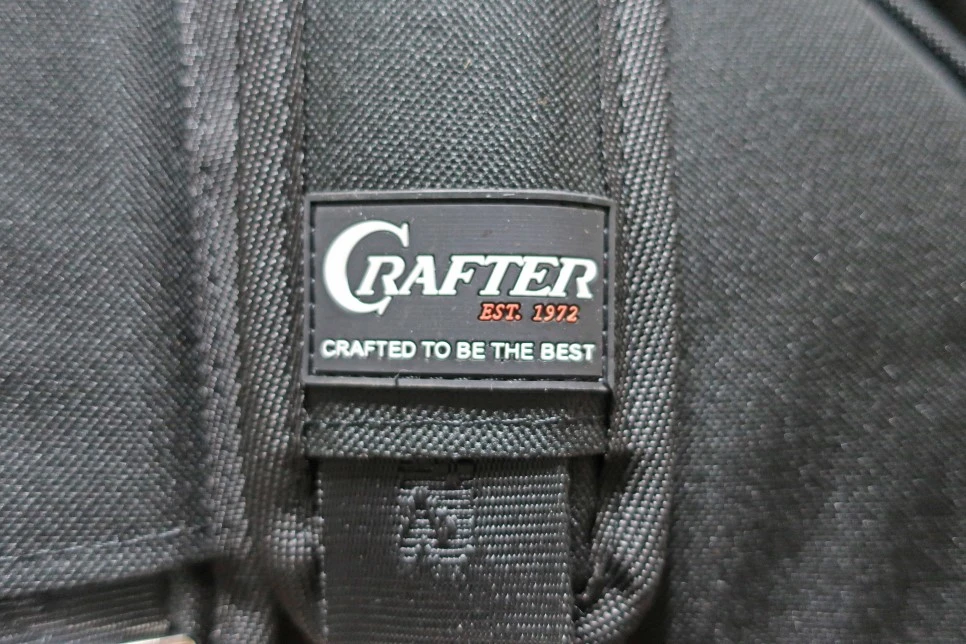 CRAFTER
EST. 1972
CRAFTED TO BE THE BEST